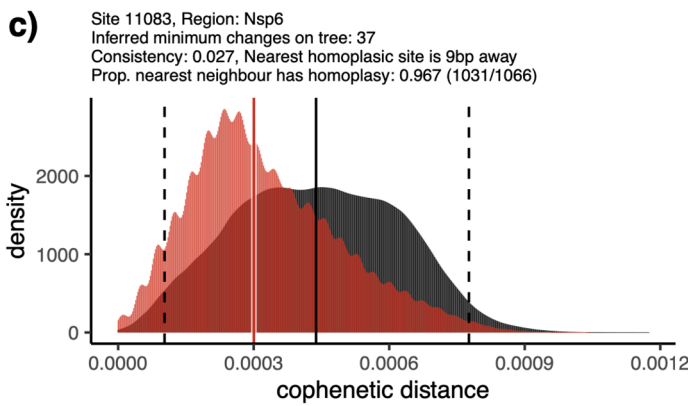 c)
Site 11083, Region: Nsp6
Inferred minimum changes on tree: 37
Consistency: 0.027, Nearest homoplasic site is 9bp away
Prop. nearest neighbour has homoplasy: 0.967 (1031/1066)
density
2000
1000
0
0.0000 0.0003 0.0006 0.0009 0.0012
cophenetic distance